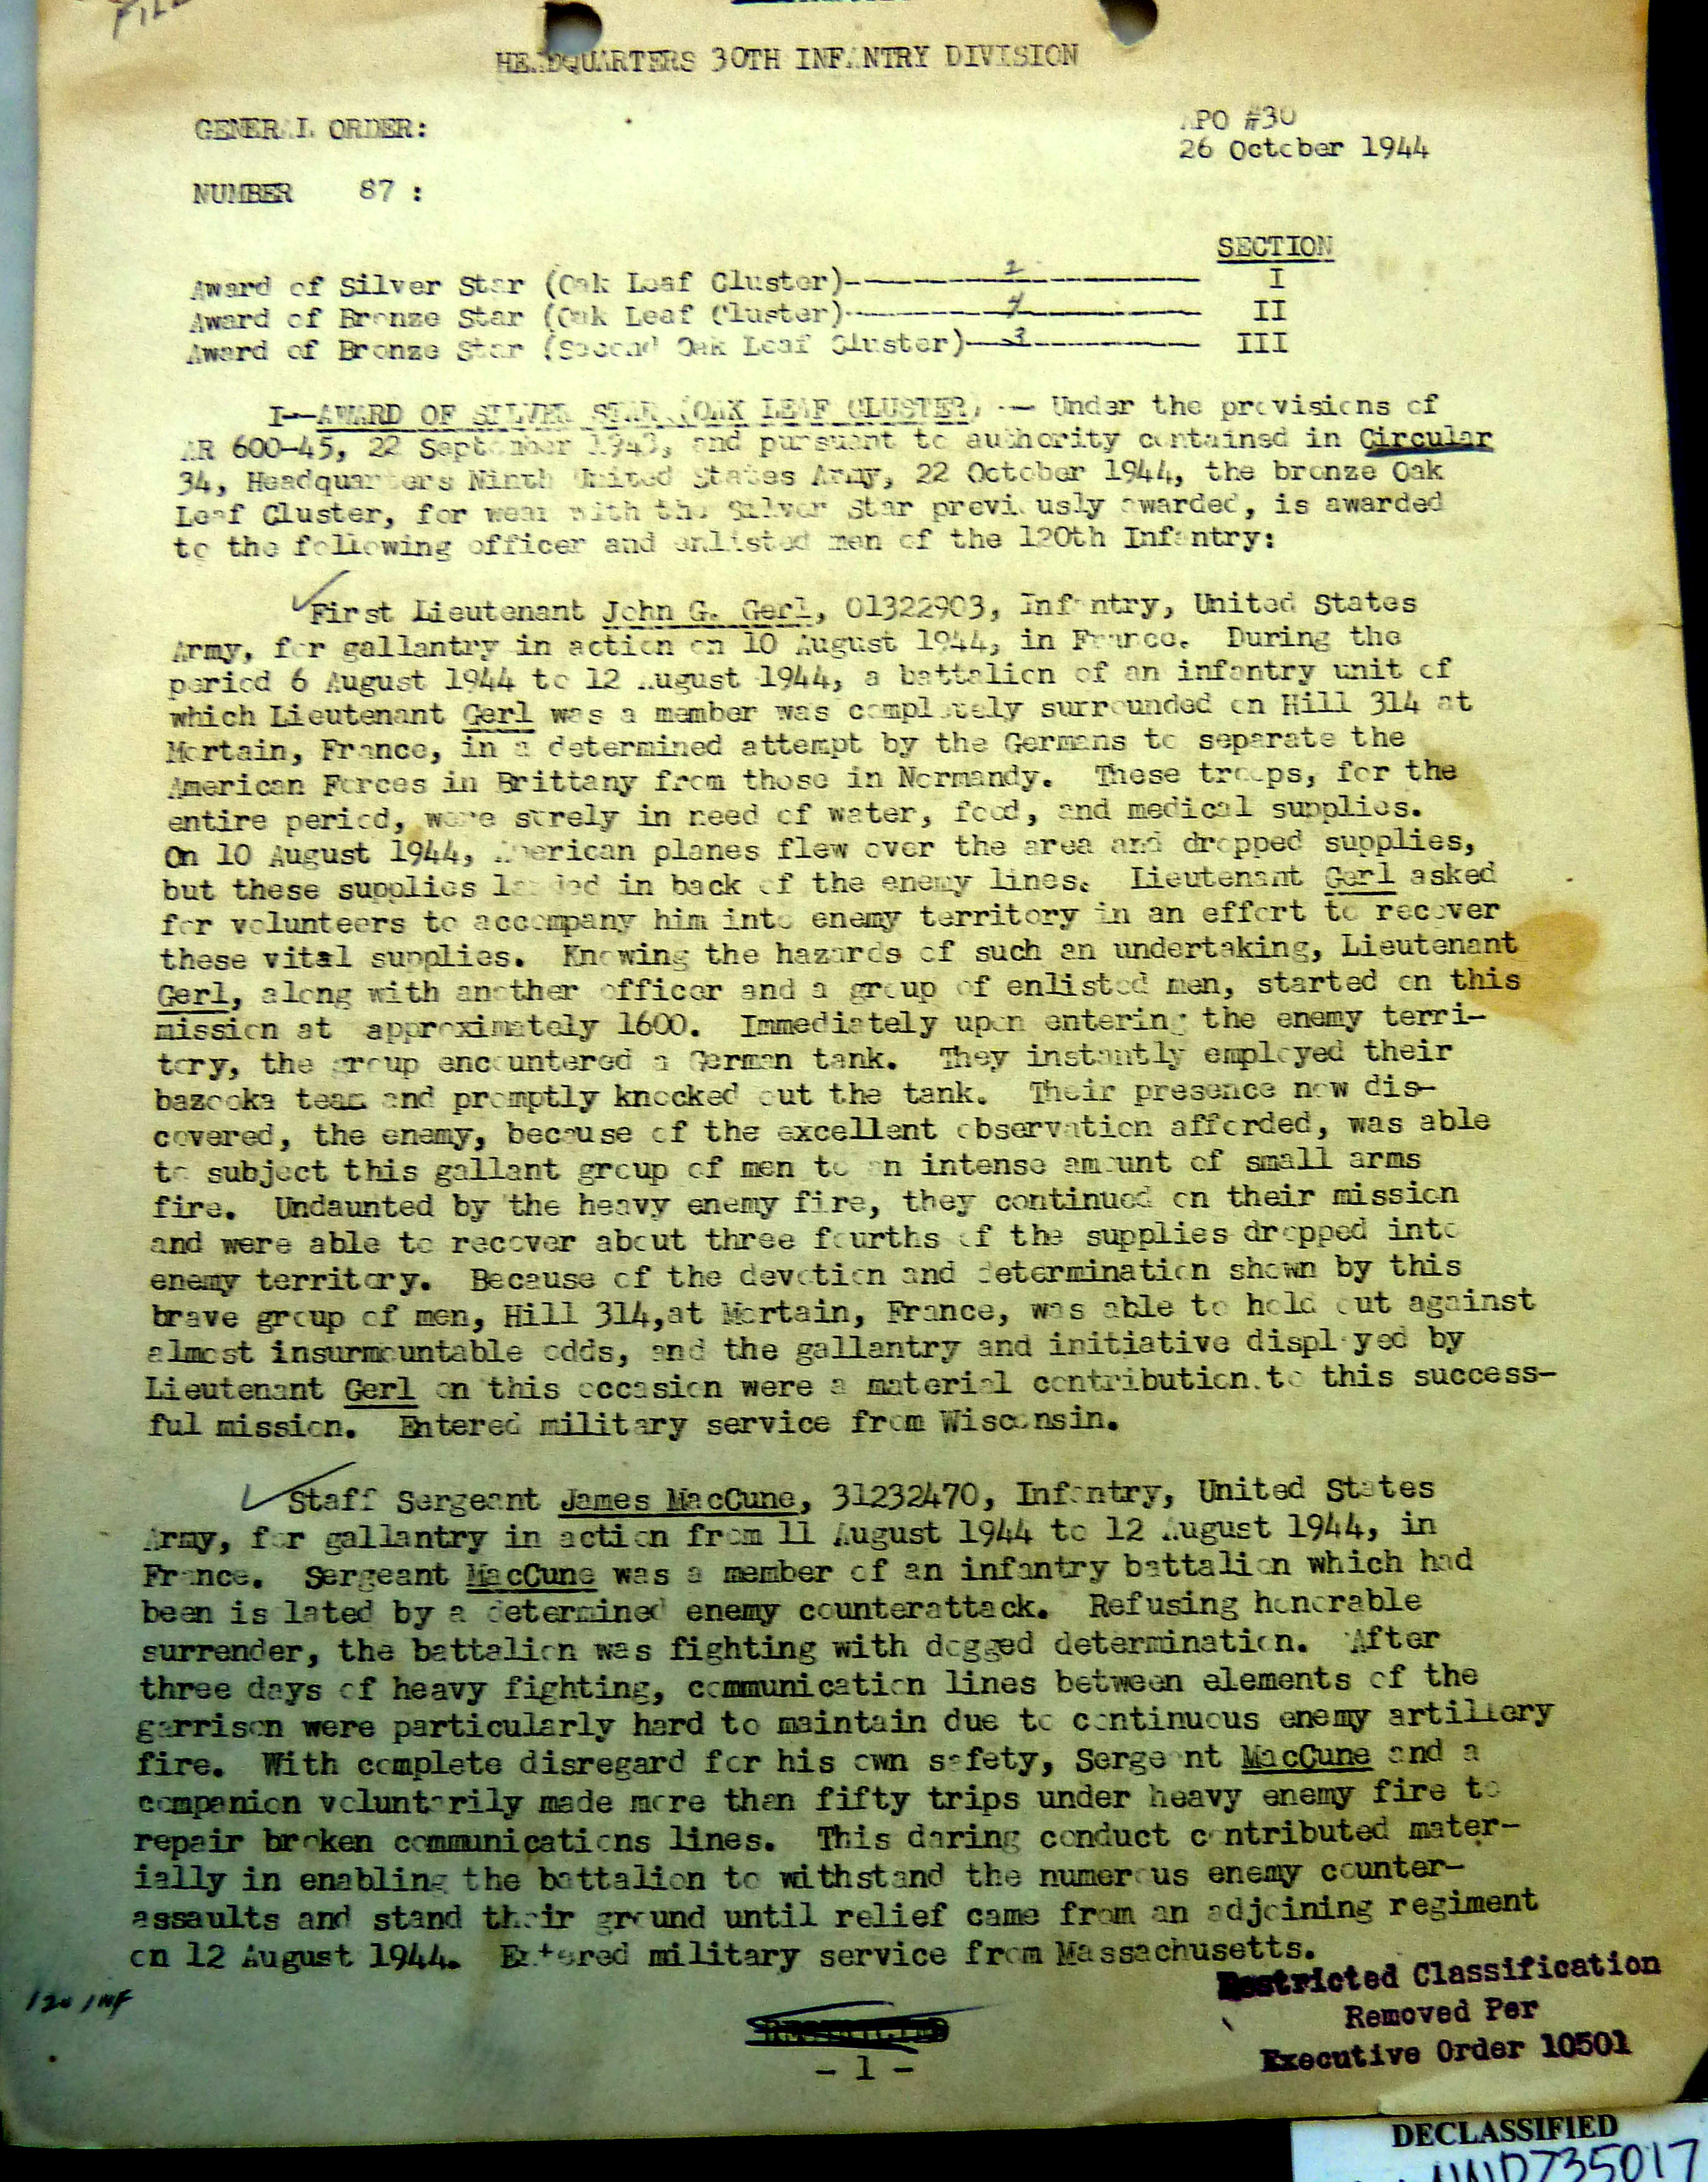 HEADQUARTERS 30TH INFANTRY DIVISION
GENERAL ORDER:
APO #30
26 October 1944
NUMBER 87 :
SECTION
Award of Silver Star (Oak Leaf Cluster)-------2------- I
Award of Bronze Star (Oak Leaf Cluster)-------4------- II
Award of Bronze Star (Second Oak Leaf Cluster)--3------- III
I--AWARD OF SILVER STAR (OAK LEAF CLUSTER) -- Under the provisions of
AR 600-45, 22 September 1943, and pursuant to authority contained in Circular
34, Headquarters Ninth United States Army, 22 October 1944, the bronze Oak
Leaf Cluster, for wear with the Silver Star previously awarded, is awarded
to the following officer and enlisted men of the 120th Infantry:
First Lieutenant John G. Gerl, 01322903, Infantry, United States
Army, for gallantry in action on 10 August 1944, in France. During the
period 6 August 1944 to 12 August 1944, a battalion of an infantry unit of
which Lieutenant Gerl was a member was completely surrounded on Hill 314 at
Mortain, France, in a determined attempt by the Germans to separate the
American Forces in Brittany from those in Normandy. These troops, for the
entire period, were sorely in need of water, food, and medical supplies.
On 10 August 1944, American planes flew over the area and dropped supplies,
but these supplies landed in back of the enemy lines. Lieutenant Gerl asked
for volunteers to accompany him into enemy territory in an effort to recover
these vital supplies. Knowing the hazards of such an undertaking, Lieutenant
Gerl, along with another officer and a group of enlisted men, started on this
mission at approximately 1600. Immediately upon entering the enemy terri-
tory, the group encountered a German tank. They instantly employed their
bazooka team and promptly knocked out the tank. Their presence now dis-
covered, the enemy, because of the excellent observation afforded, was able
to subject this gallant group of men to an intense amount of small arms
fire. Undaunted by the heavy enemy fire, they continued on their mission
and were able to recover about three fourths of the supplies dropped into
enemy territory. Because of the devotion and determination shown by this
brave group of men, Hill 314,at Mortain, France, was able to hold out against
almost insurmountable odds, and the gallantry and initiative displayed by
Lieutenant Gerl on this occasion were a material contribution.to this success-
ful mission. Entered military service from Wisconsin.
Staff Sergeant James MacCune, 31232470, Infantry, United States
Army, for gallantry in action from 11 August 1944 to 12 August 1944, in
France. Sergeant MacCune was a member of an infantry battalion which had
been isolated by a determined enemy counterattack. Refusing honorable
surrender, the battalion was fighting with dogged determination. After
three days of heavy fighting, communication lines between elements of the
garrison were particularly hard to maintain due to continuous enemy artillery
fire. With complete disregard for his own safety, Sergeant MacCune and a
companion voluntarily made more than fifty trips under heavy enemy fire to
repair broken communications lines. This daring conduct contributed mater-
ially in enabling the battalion to withstand the numerous enemy counter-
assaults and stand their ground until relief came from an adjoining regiment
on 12 August 1944. Entered military service from Massachusetts.
Restricted Classification
Removed Per
Executive Order 10501
120 INF
- 1 -
DECLASSIFIED
NND735017